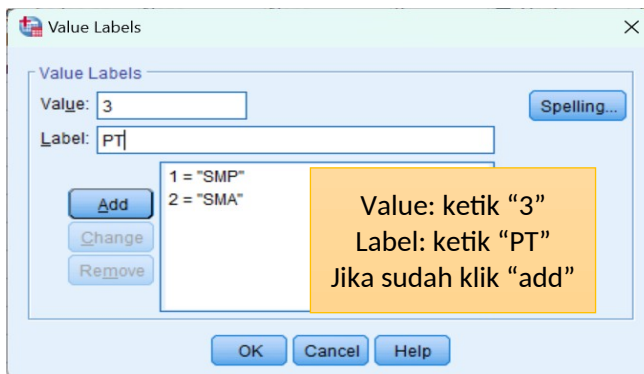 Value Labels
Value Labels
Value: 3
Spelling...
Label: PT
1 = "SMP"
2 = "SMA"
Add
Change
Remove
Value: ketik “3”
Label: ketik “PT”
Jika sudah klik “add”
OK Cancel Help